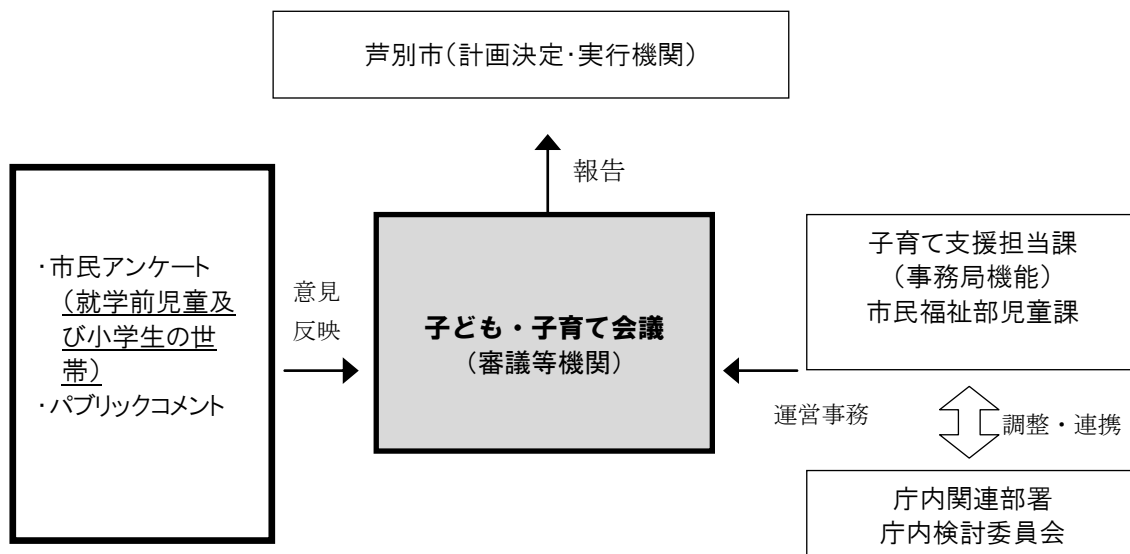 芦別市（計画決定・実行機関）
報告
・市民アンケート
（就学前児童及
び小学生の世
帯）
・パブリックコメント
意見
反映
子ども・子育て会議
（審議等機関）
子育て支援担当課
（事務局機能）
市民福祉部児童課
運営事務
調整・連携
庁内関連部署
庁内検討委員会